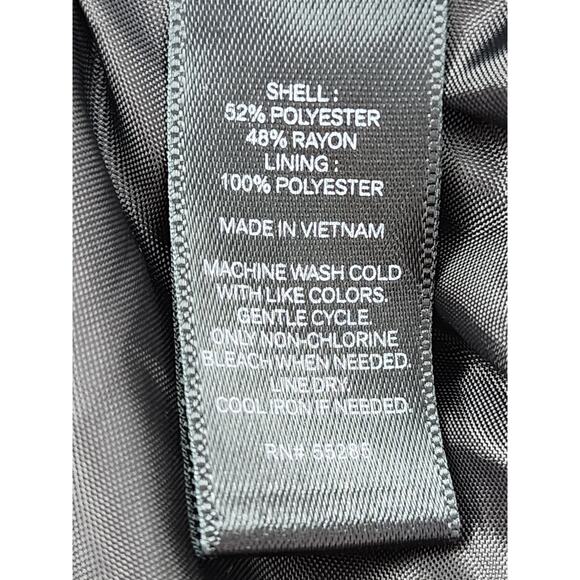 SHELL :
52% POLYESTER
48% RAYON
LINING :
100% POLYESTER
MADE IN VIETNAM
MACHINE WASH COLD
WITH LIKE COLORS.
GENTLE CYCLE.
ONLY NON-CHLORINE
BLEACH WHEN NEEDED.
LINE DRY.
COOL IRON IF NEEDED.
RN# 55285